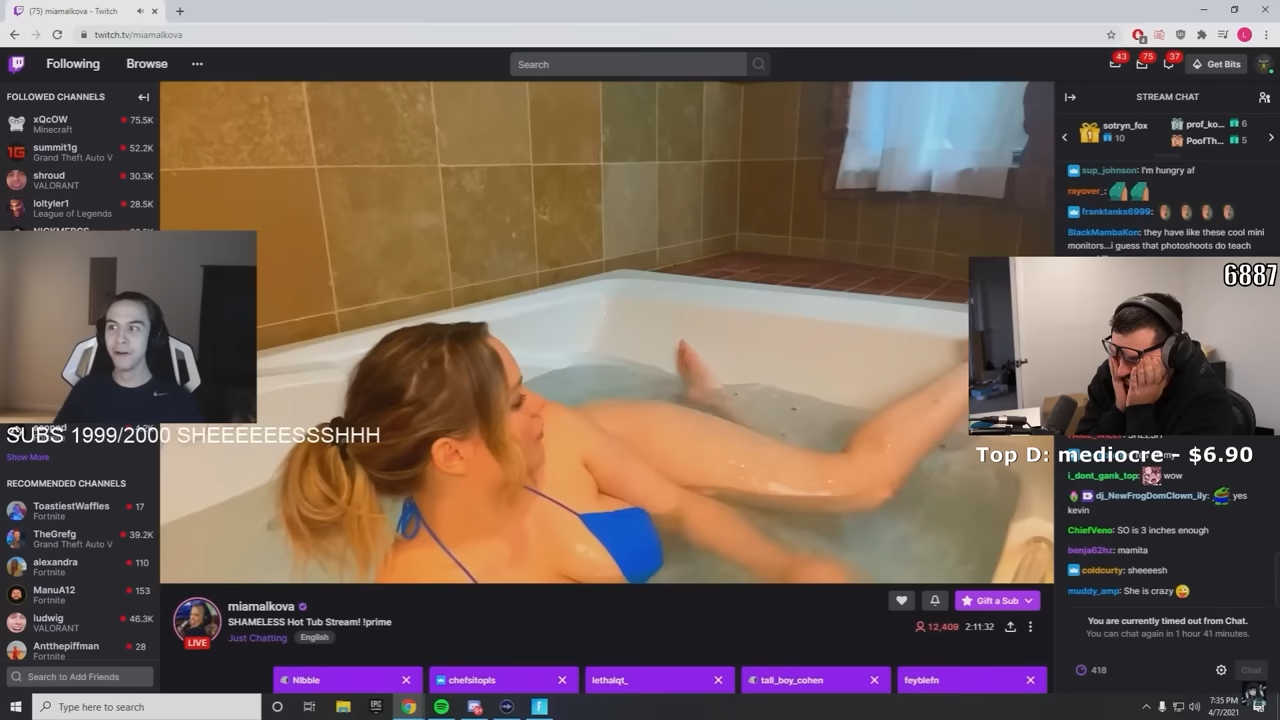 (75) miamalkova - Twitch
twitch.tv/miamalkova
Following
Browse
Search
43
75
37
Get Bits
FOLLOWED CHANNELS
xQcOW
75.5K
Minecraft
summit1g
52.2K
Grand Theft Auto V
shroud
30.3K
VALORANT
loltyler1
28.5K
League of Legends
SUBS 1999/2000 SHEEEEEESSSHHH
Show More
RECOMMENDED CHANNELS
ToastiestWaffles
17
Fortnite
TheGrefg
39.2K
Grand Theft Auto V
alexandra
110
Fortnite
ManuA12
153
Fortnite
ludwig
46.3K
VALORANT
Antthepiffman
28
Fortnite
Search to Add Friends
miamalkova
SHAMELESS Hot Tub Stream! !prime
Just Chatting
English
LIVE
Gift a Sub
12,409
2:11:32
Nlbble
chefsitopls
lethalqt_
tall_boy_cohen
feyblefn
STREAM CHAT
sotryn_fox
10
prof_ko...
6
PoofTh...
5
sup_johnson: I'm hungry af
rayover_:
franktanks6999:
BlackMambaKon: they have like these cool mini
monitors...i guess that photoshoots do teach
6887
Top D: mediocre - $6.90
i_dont_gank_top: wow
dj_NewFrogDomClown_ily: yes
kevin
ChiefVeno: SO is 3 inches enough
benja62hz: mamita
coldcurty: sheeeesh
muddy_amp: She is crazy
You are currently timed out from Chat.
You can chat again in 1 hour 41 minutes.
418
Chat
Type here to search
7:35 PM
4/7/2021